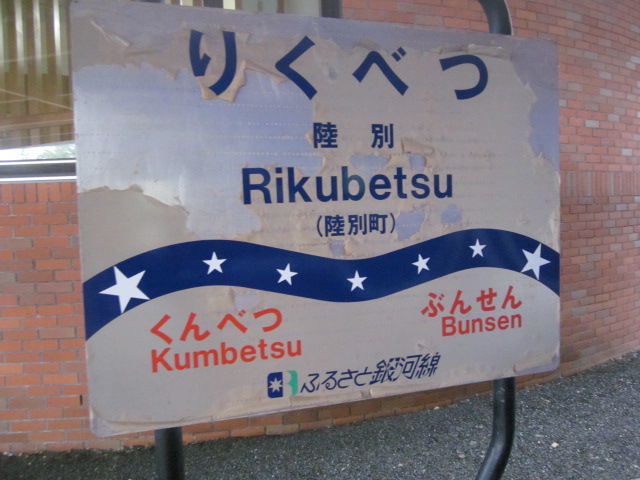 りくべつ
陸別
Rikubetsu
(陸別町)
くんべつ
Kumbetsu
ぶんせん
Bunsen
ふるさと銀河線